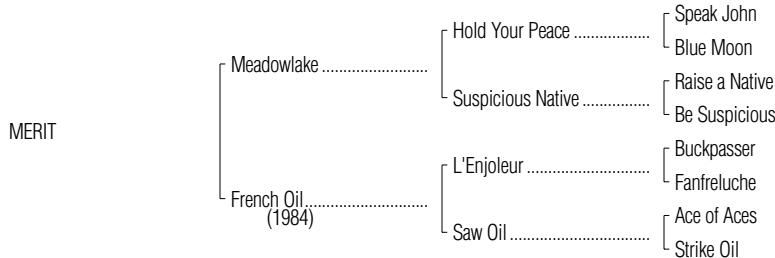 Speak John
Hold Your Peace ..................
Blue Moon
Meadowlake .........................
Raise a Native
Suspicious Native ................
Be Suspicious
MERIT
Buckpasser
L'Enjoleur .............................
Fanfreluche
French Oil.............................
(1984)
Ace of Aces
Saw Oil .................................
Strike Oil